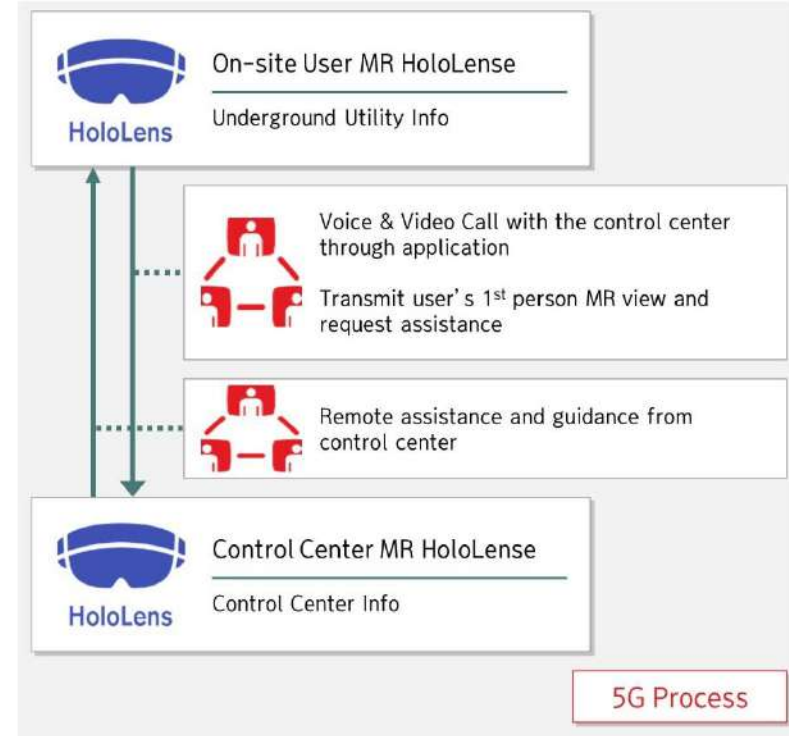 On-site User MR HoloLense
Underground Utility Info
HoloLens
Voice & Video Call with the control center
through application
Transmit user's 1st person MR view and
request assistance
Remote assistance and guidance from
control center
Control Center MR HoloLense
Control Center Info
HoloLens
5G Process